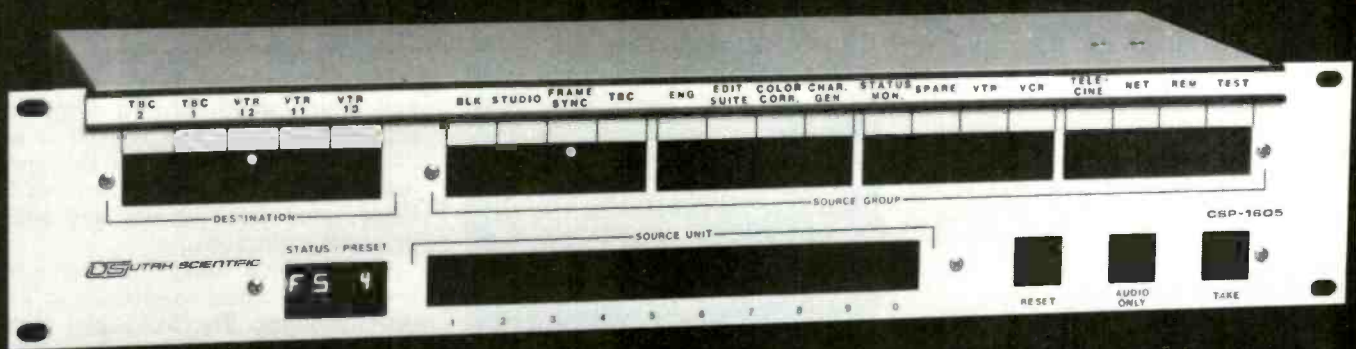 TBC 2 TBC 1 VTR 12 VTR 11 VTR 10
BLK STUDIO FRAME SYNC TBC ENG EDIT SUITE COLOR CORR. CHAR. GEN STATUS MON. SPARE VTR VCR TELE-CINE NET REM TEST
DESTINATION
SOURCE GROUP
CSP-1605
STATUS / PRESET
SOURCE UNIT
US UTAH SCIENTIFIC
FS 4
RESET
AUDIO ONLY
TAKE
1 2 3 4 5 6 7 8 9 0